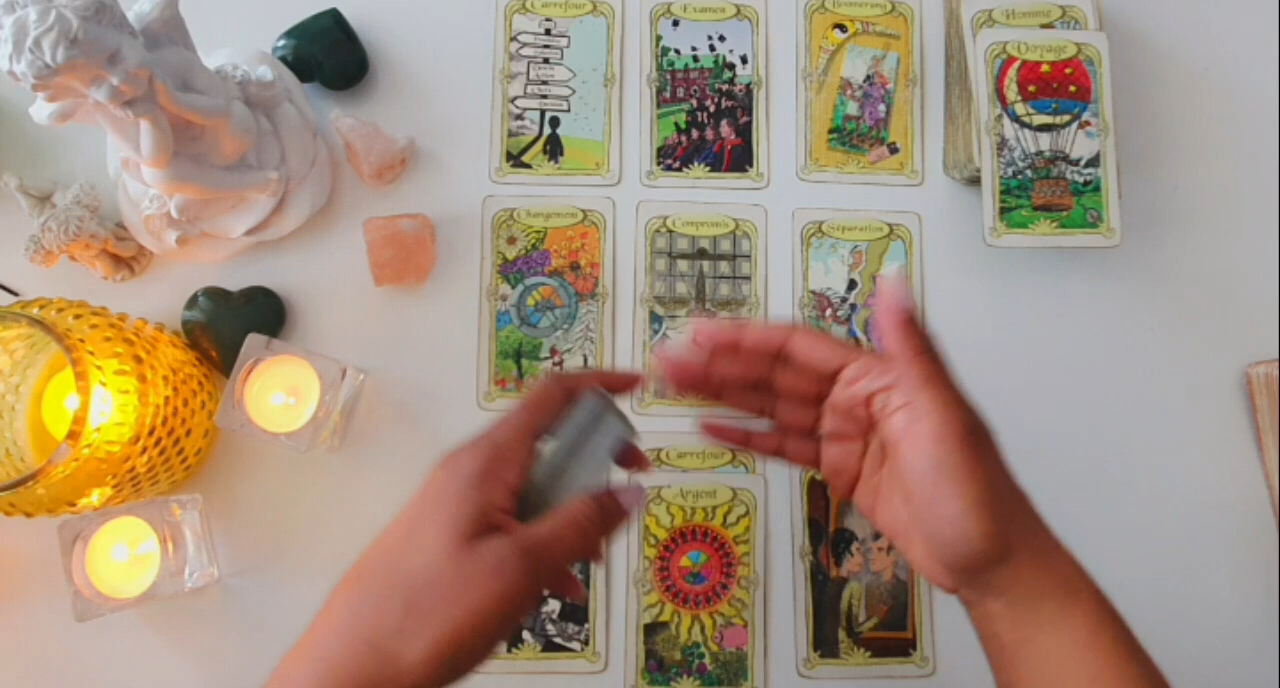 Carrefour
Examen
Boomerang
Homme
Voyage
Changement
Compromis
Séparation
Carrefour
Argent